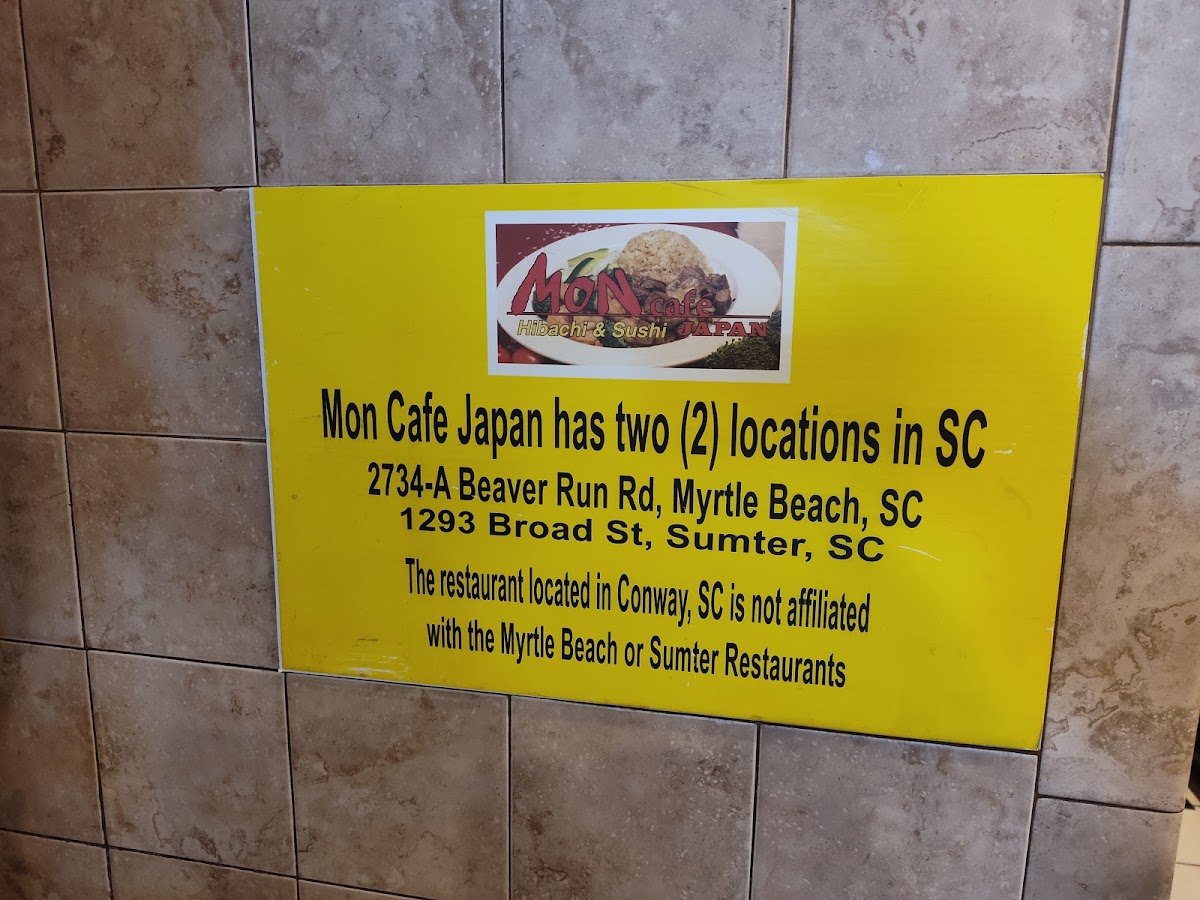 MON cafe
Hibachi & Sushi JAPAN
Mon Cafe Japan has two (2) locations in SC
2734-A Beaver Run Rd, Myrtle Beach, SC
1293 Broad St, Sumter, SC
The restaurant located in Conway, SC is not affiliated
with the Myrtle Beach or Sumter Restaurants